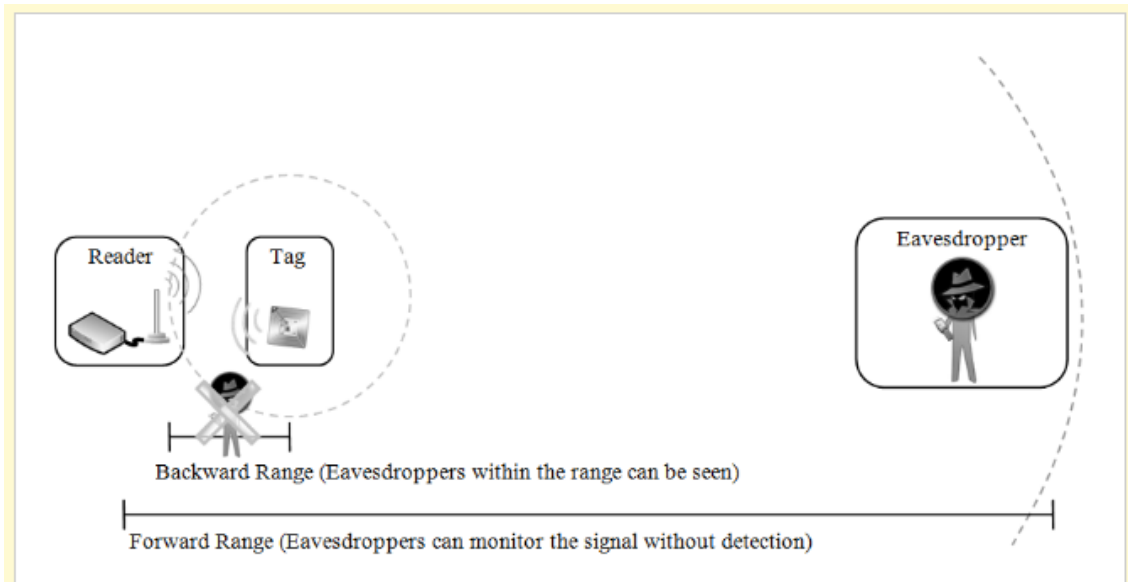 Reader
Tag
Eavesdropper
Backward Range (Eavesdroppers within the range can be seen)
Forward Range (Eavesdroppers can monitor the signal without detection)